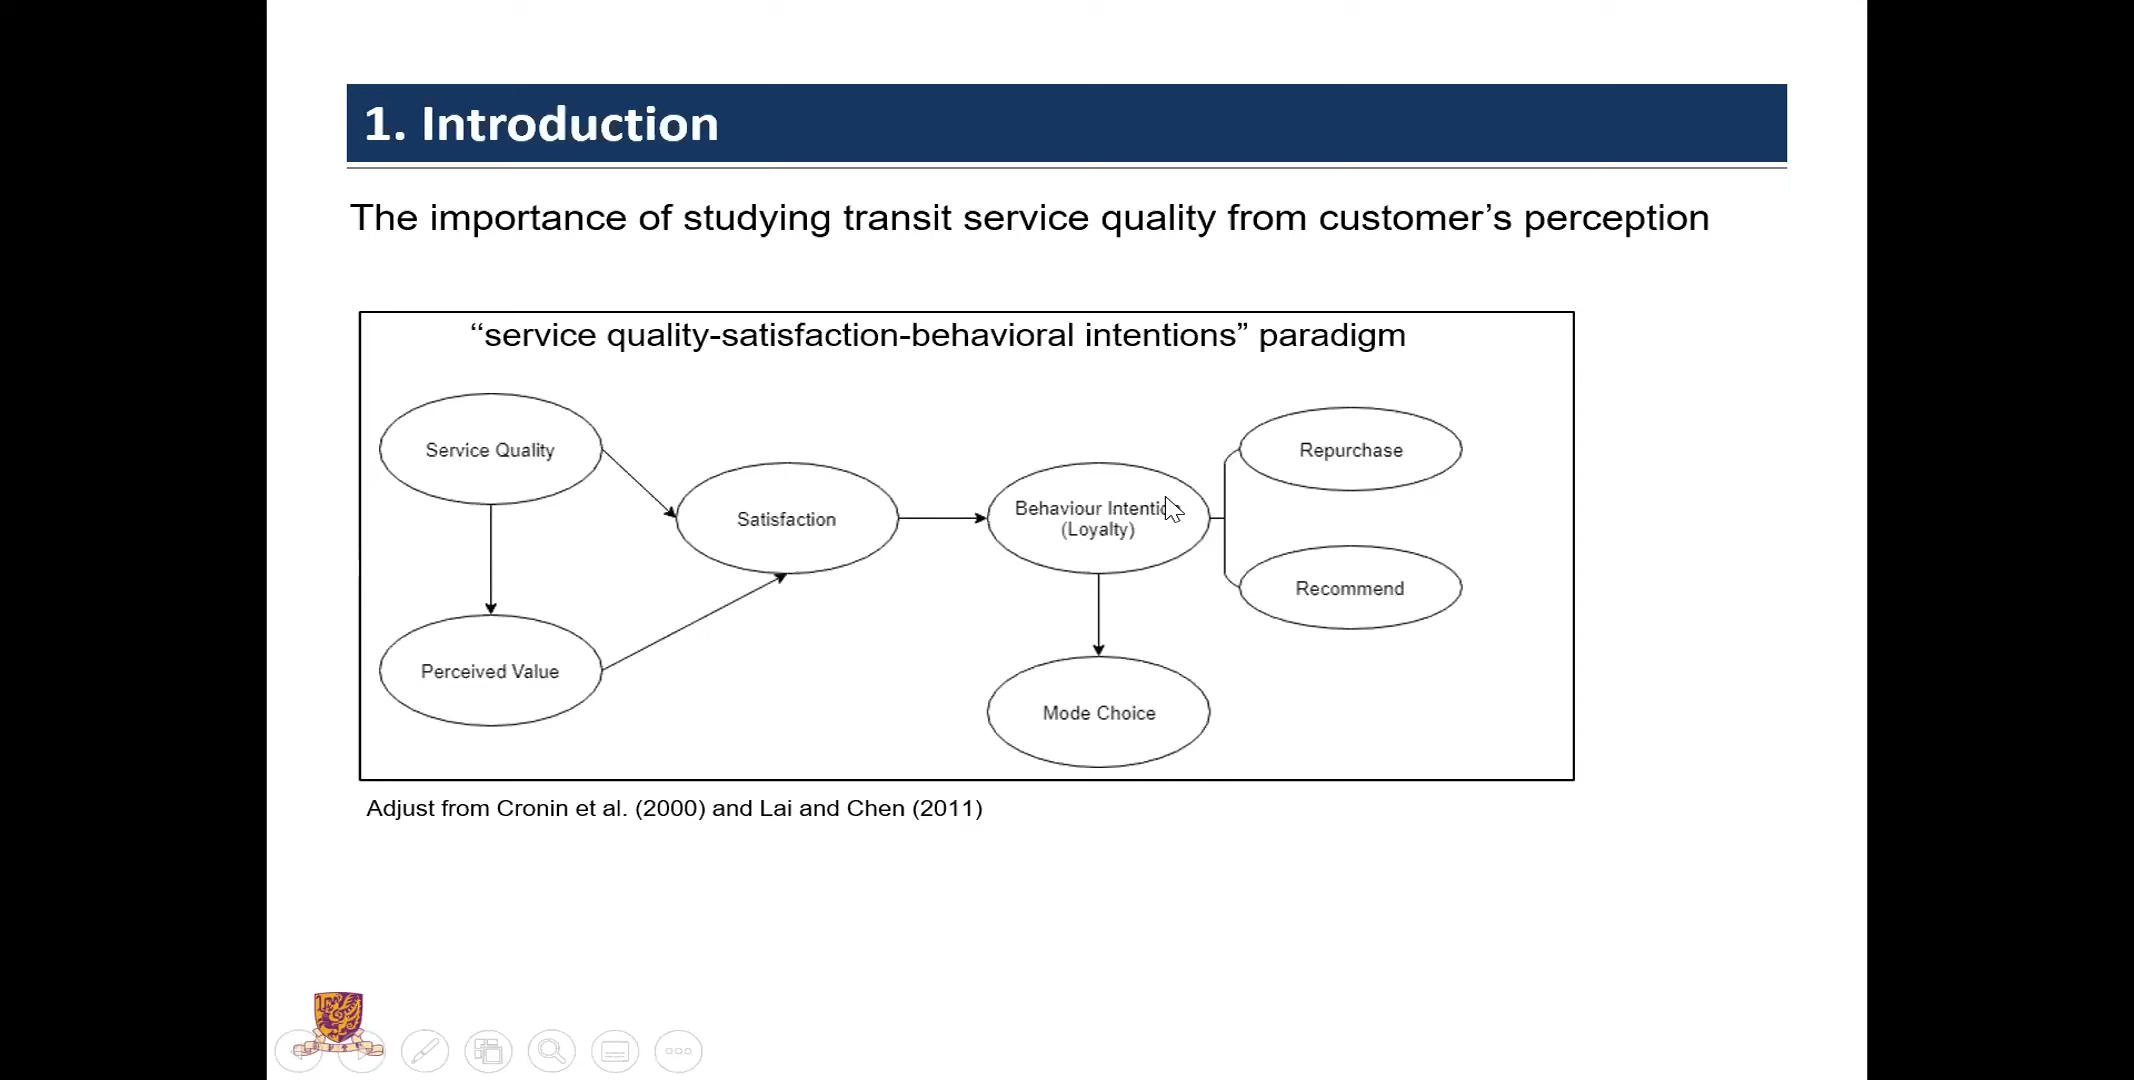 1. Introduction
The importance of studying transit service quality from customer’s perception
“service quality-satisfaction-behavioral intentions” paradigm
Service Quality
Repurchase
Satisfaction
Behaviour Intenti
(Loyalty)
Recommend
Perceived Value
Mode Choice
Adjust from Cronin et al. (2000) and Lai and Chen (2011)